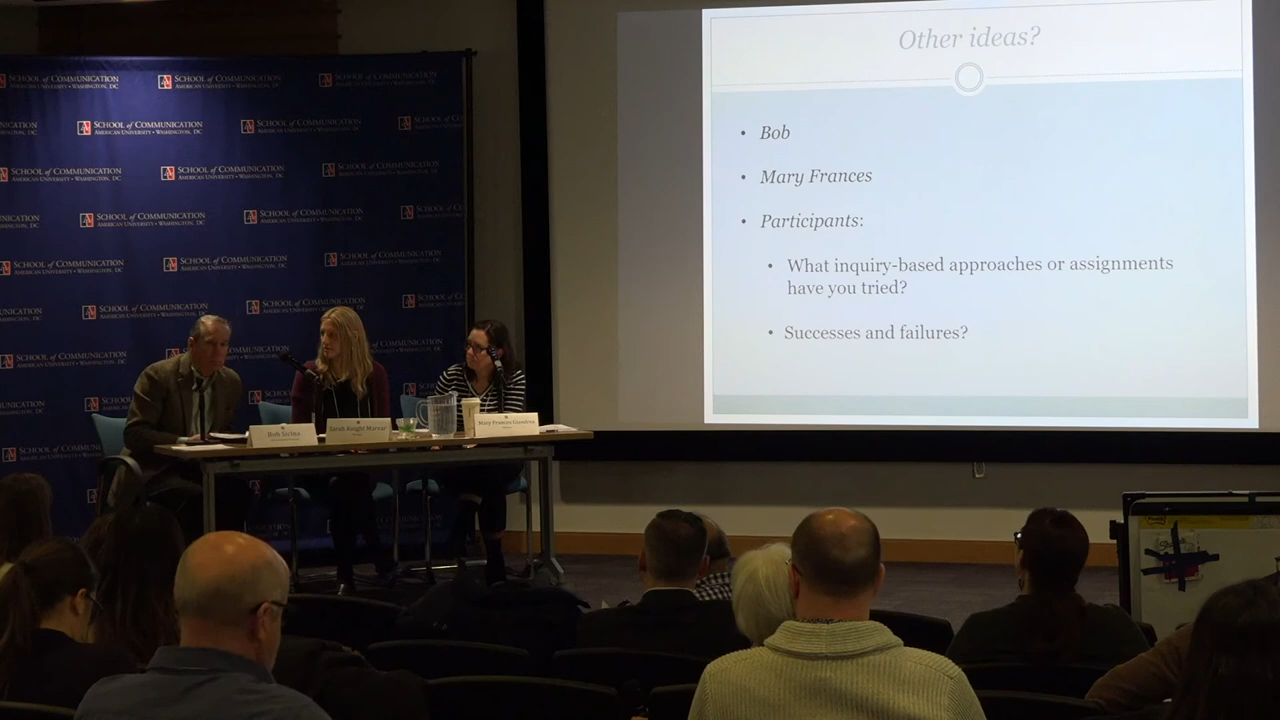 Other ideas?
• Bob
• Mary Frances
• Participants:
• What inquiry-based approaches or assignments
have you tried?
• Successes and failures?
SCHOOL of COMMUNICATION
AMERICAN UNIVERSITY • WASHINGTON, DC
Bob
Sarah Knight Marvar
Mary Frances